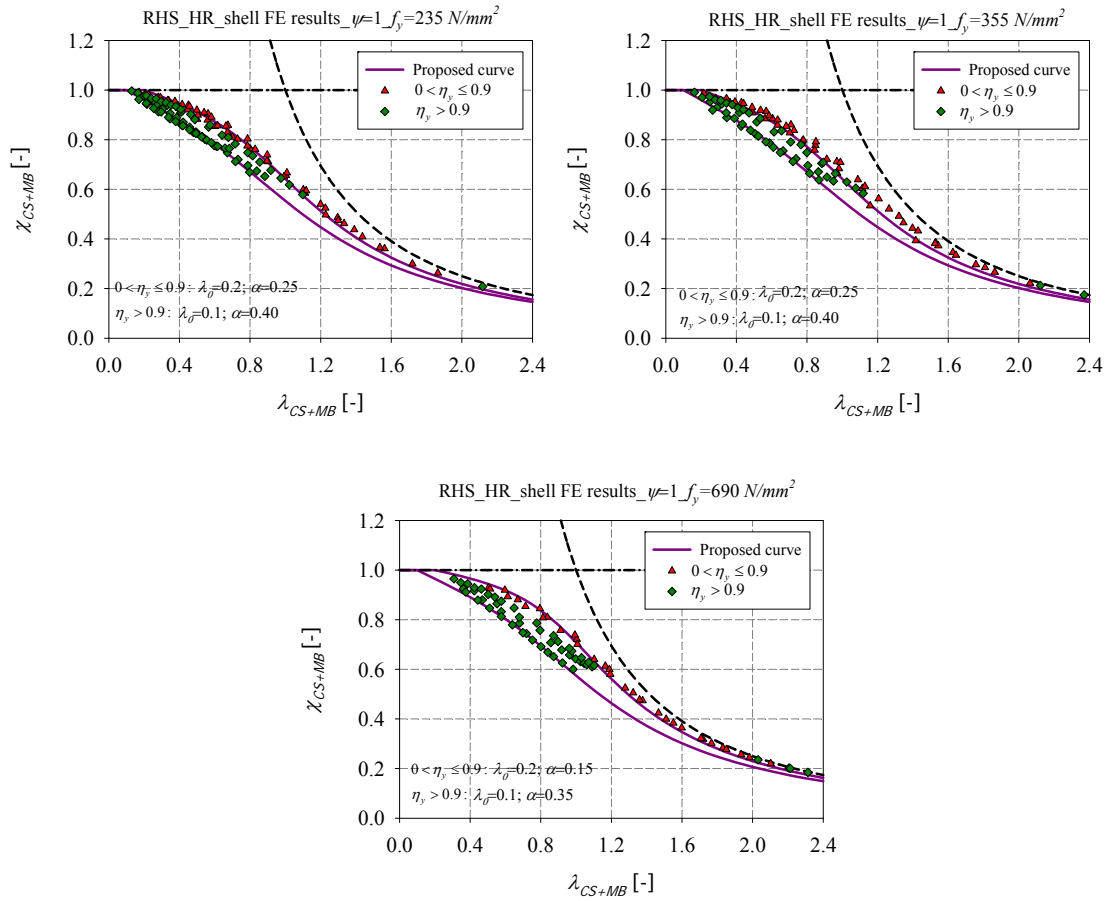 RHS_HR_shell FE results_ψ=1_fy=235 N/mm²
1.2
1.0
0.8
0.6
0.4
0.2
0.0
χCS+MB [-]
Proposed curve
0<ηy≤0.9
ηy>0.9
0<ηy≤0.9: λ0=0.2; α=0.25
ηy>0.9: λ0=0.1; α=0.40
0.0 0.4 0.8 1.2 1.6 2.0 2.4
λCS+MB [-]
RHS_HR_shell FE results_ψ=1_fy=355 N/mm²
1.2
1.0
0.8
0.6
0.4
0.2
0.0
χCS+MB [-]
Proposed curve
0<ηy≤0.9
ηy>0.9
0<ηy≤0.9: λ0=0.2; α=0.25
ηy>0.9: λ0=0.1; α=0.40
0.0 0.4 0.8 1.2 1.6 2.0 2.4
λCS+MB [-]
RHS_HR_shell FE results_ψ=1_fy=690 N/mm²
1.2
1.0
0.8
0.6
0.4
0.2
0.0
χCS+MB [-]
Proposed curve
0<ηy≤0.9
ηy>0.9
0<ηy≤0.9: λ0=0.2; α=0.15
ηy>0.9: λ0=0.1; α=0.35
0.0 0.4 0.8 1.2 1.6 2.0 2.4
λCS+MB [-]